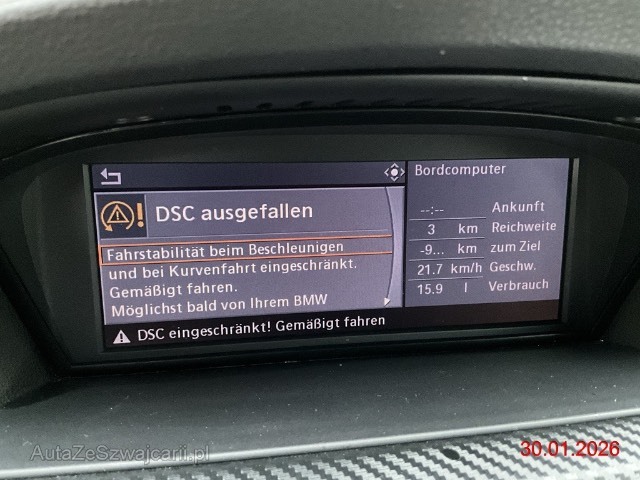 DSC ausgefallen
Fahrstabilität beim Beschleunigen
und bei Kurvenfahrt eingeschränkt.
Gemäßigt fahren.
Möglichst bald von Ihrem BMW
DSC eingeschränkt! Gemäßigt fahren
Bordcomputer
--:-- Ankunft
3 km Reichweite
-9... km zum Ziel
21.7 km/h Geschw.
15.9 l Verbrauch
AutaZeSzwajcarii.pl
30.01.2026